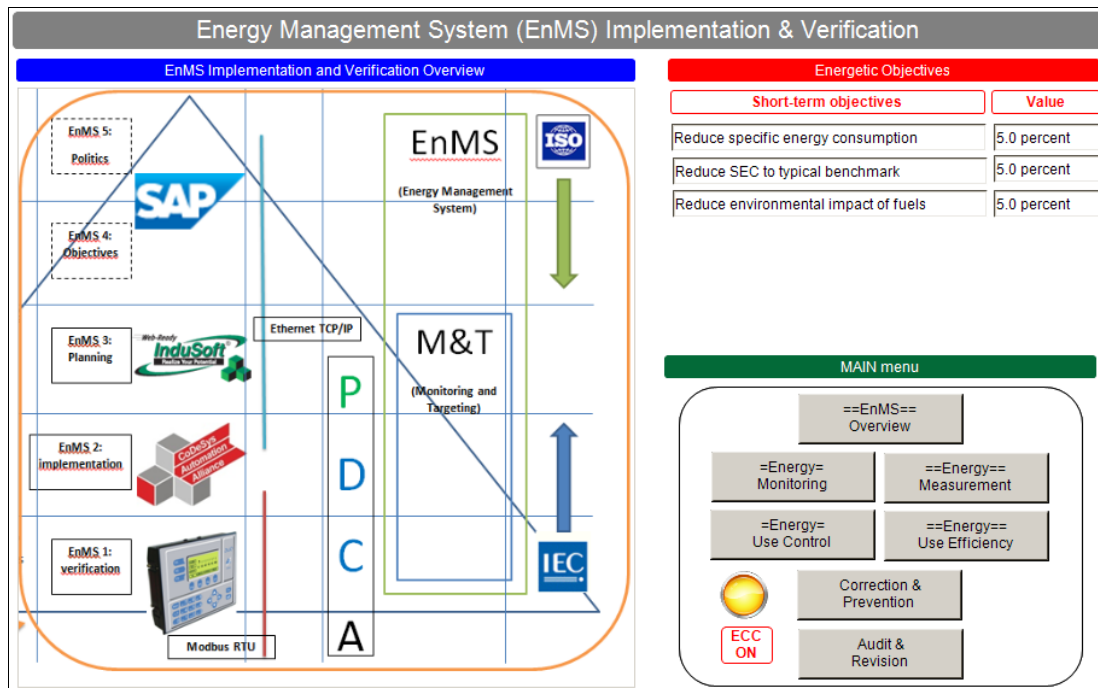 Energy Management System (EnMS) Implementation & Verification
EnMS Implementation and Verification Overview
EnMS 5:
Politics
SAP
EnMS 4:
Objectives
EnMS
(Energy Management
System)
ISO
EnMS 3:
Planning
Web-Ready
InduSoft
Ethernet TCP/IP
M&T
(Monitoring and
Targeting)
P
D
C
A
EnMS 2:
implementation
CoDeSys
Automation
Alliance
EnMS 1:
verification
Modbus RTU
IEC
Energetic Objectives
Short-term objectives
Value
Reduce specific energy consumption
5.0 percent
Reduce SEC to typical benchmark
5.0 percent
Reduce environmental impact of fuels
5.0 percent
MAIN menu
==EnMS==
Overview
=Energy=
Monitoring
==Energy==
Measurement
=Energy=
Use Control
==Energy==
Use Efficiency
Correction &
Prevention
ECC
ON
Audit &
Revision